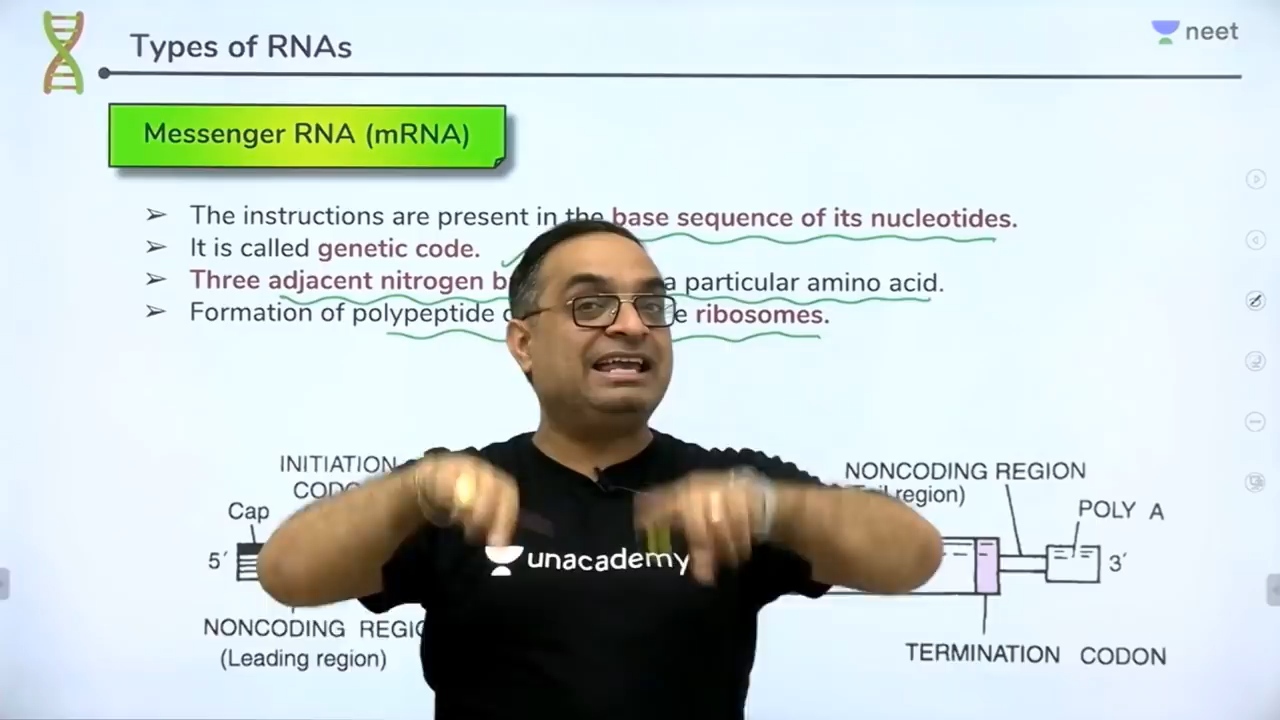 Types of RNAs
neet
Messenger RNA (mRNA)
➢ The instructions are present in the base sequence of its nucleotides.
➢ It is called genetic code.
➢ Three adjacent nitrogen a particular amino acid.
➢ Formation of polypeptide ribosomes.
INITIATION
Cap
5′
NONCODING
(Leading region)
unacademy
NONCODING REGION
region)
POLY A
3′
TERMINATION CODON